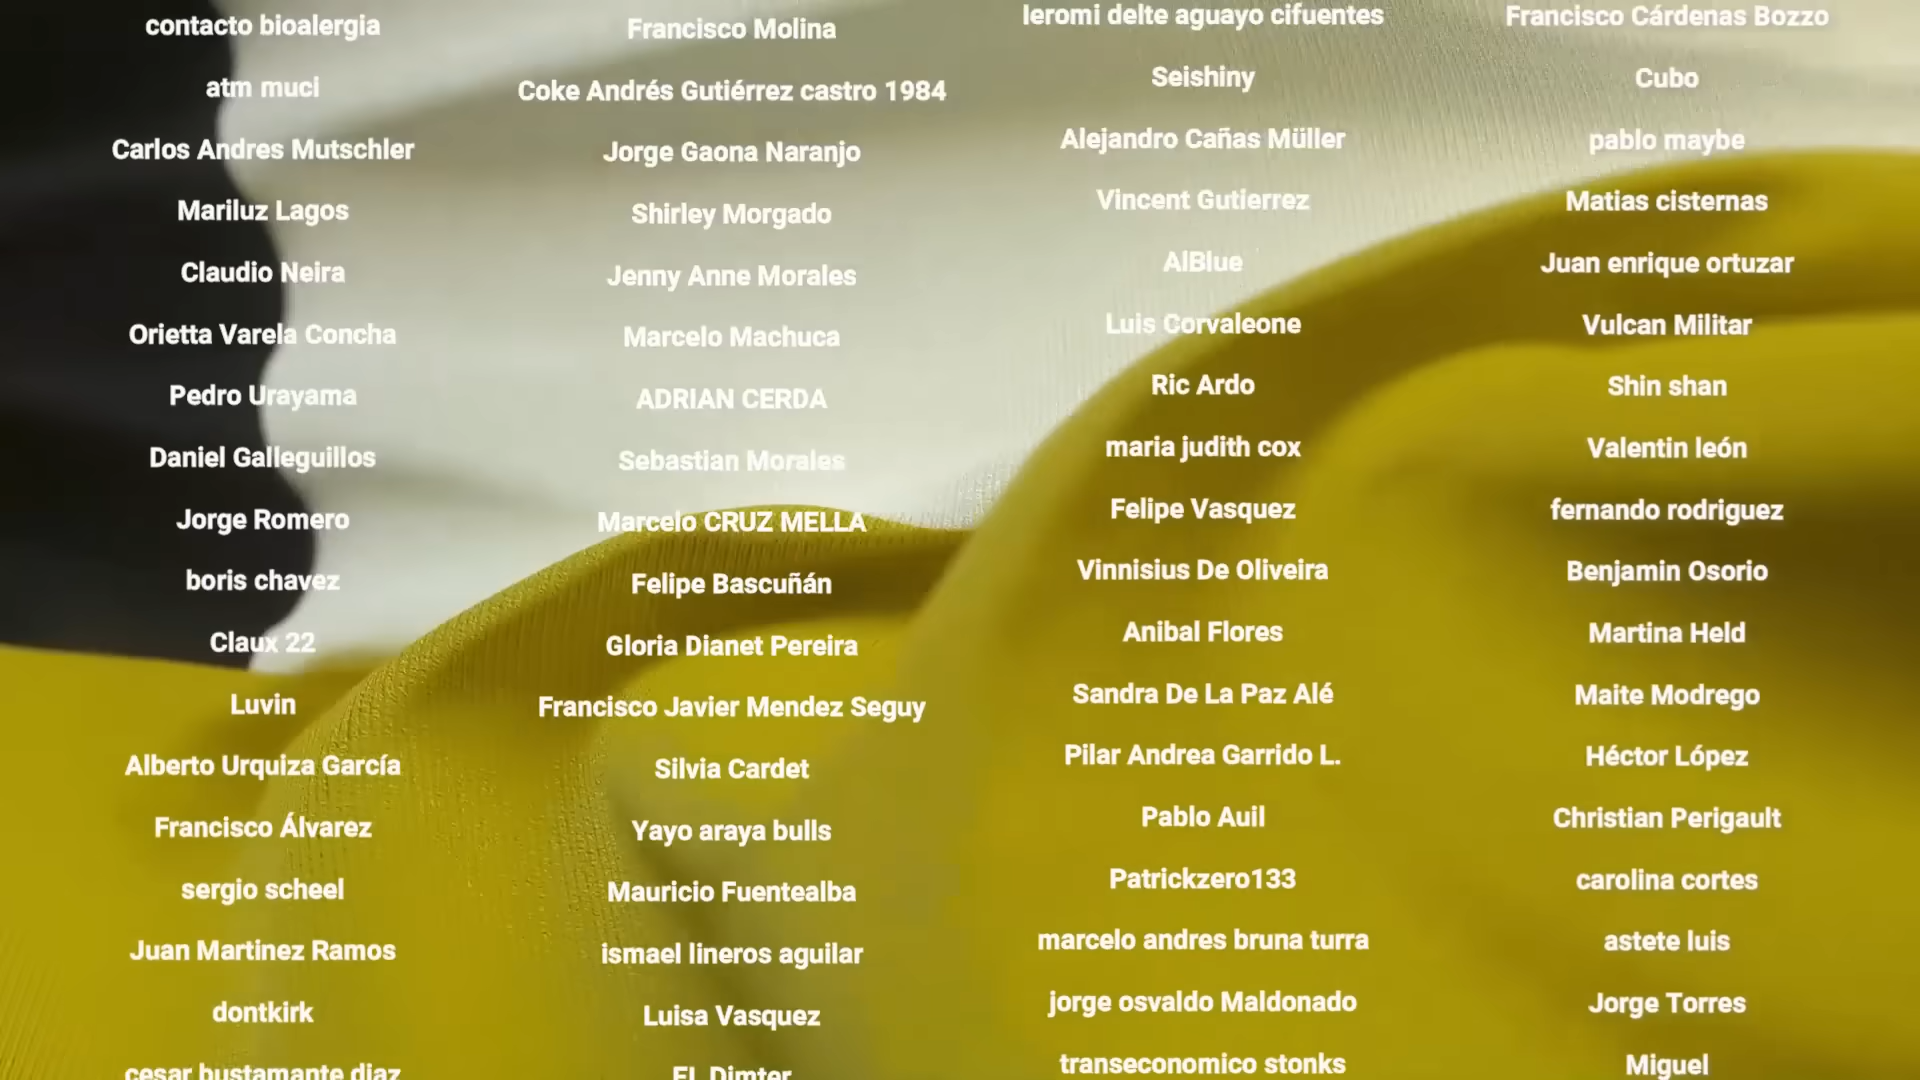 contacto bioalergia
atm muci
Carlos Andres Mutschler
Mariluz Lagos
Claudio Neira
Orietta Varela Concha
Pedro Urayama
Daniel Galleguillos
Jorge Romero
boris chavez
Claux 22
Luvin
Alberto Urquiza García
Francisco Álvarez
sergio scheel
Juan Martinez Ramos
dontkirk
cesar bustamante diaz
Francisco Molina
Coke Andrés Gutiérrez castro 1984
Jorge Gaona Naranjo
Shirley Morgado
Jenny Anne Morales
Marcelo Machuca
ADRIAN CERDA
Sebastian Morales
Marcelo CRUZ MELLA
Felipe Bascuñán
Gloria Dianet Pereira
Francisco Javier Mendez Seguy
Silvia Cardet
Yayo araya bulls
Mauricio Fuentealba
ismael lineros aguilar
Luisa Vasquez
EL Dimter
delte aguayo cifuentes
Seishiny
Alejandro Cañas Müller
Vincent Gutierrez
AlBlue
Luis Corvaleone
Ric Ardo
maria judith cox
Felipe Vasquez
Vinnisius De Oliveira
Anibal Flores
Sandra De La Paz Alé
Pilar Andrea Garrido L.
Pablo Auil
Patrickzero133
marcelo andres bruna turra
jorge osvaldo Maldonado
transeconomico stonks
Francisco Cárdenas Bozzo
Cubo
pablo maybe
Matias cisternas
Juan enrique ortuzar
Vulcan Militar
Shin shan
Valentin león
fernando rodriguez
Benjamin Osorio
Martina Held
Maite Modrego
Héctor López
Christian Perigault
carolina cortes
astete luis
Jorge Torres
Miguel